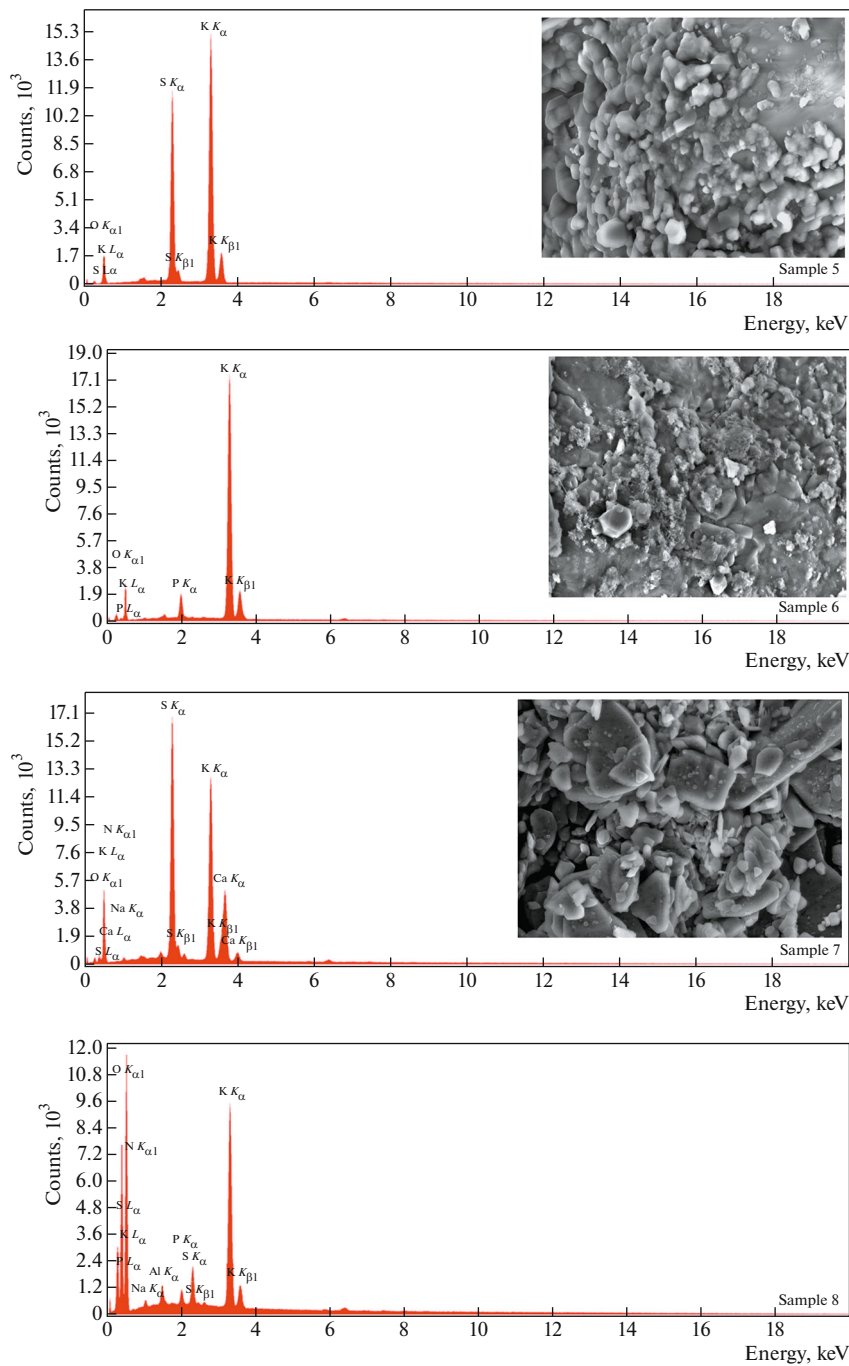 Counts, 10³
15.3
13.6
11.9
10.2
8.5
6.8
5.1
3.4
1.7
0
K Kα
S Kα
O Kα1
K Lα
S Lα
S Kβ1
K Kβ1
Sample 5
2 4 6 8 10 12 14 16 18
Energy, keV
Counts, 10³
19.0
17.1
15.2
13.3
11.4
9.5
7.6
5.7
3.8
1.9
0
K Kα
O Kα1
K Lα
P Lα
P Kα
K Kβ1
Sample 6
0 2 4 6 8 10 12 14 16 18
Energy, keV
Counts, 10³
17.1
15.2
13.3
11.4
9.5
7.6
5.7
3.8
1.9
0
S Kα
K Kα
N Kα1
K Lα
O Kα1
Na Kα
Ca Lα
S Lα
S Kβ1
Ca Kα
K Kβ1
Ca Kβ1
Sample 7
0 2 4 6 8 10 12 14 16 18
Energy, keV
Counts, 10³
12.0
10.8
9.6
8.4
7.2
6.0
4.8
3.6
2.4
1.2
0
O Kα1
K Kα
N Kα1
S Lα
K Lα
P Kα
S Kα
P Lα
Al Kα
Na Kα
S Kβ1
K Kβ1
Sample 8
0 2 4 6 8 10 12 14 16 18
Energy, keV